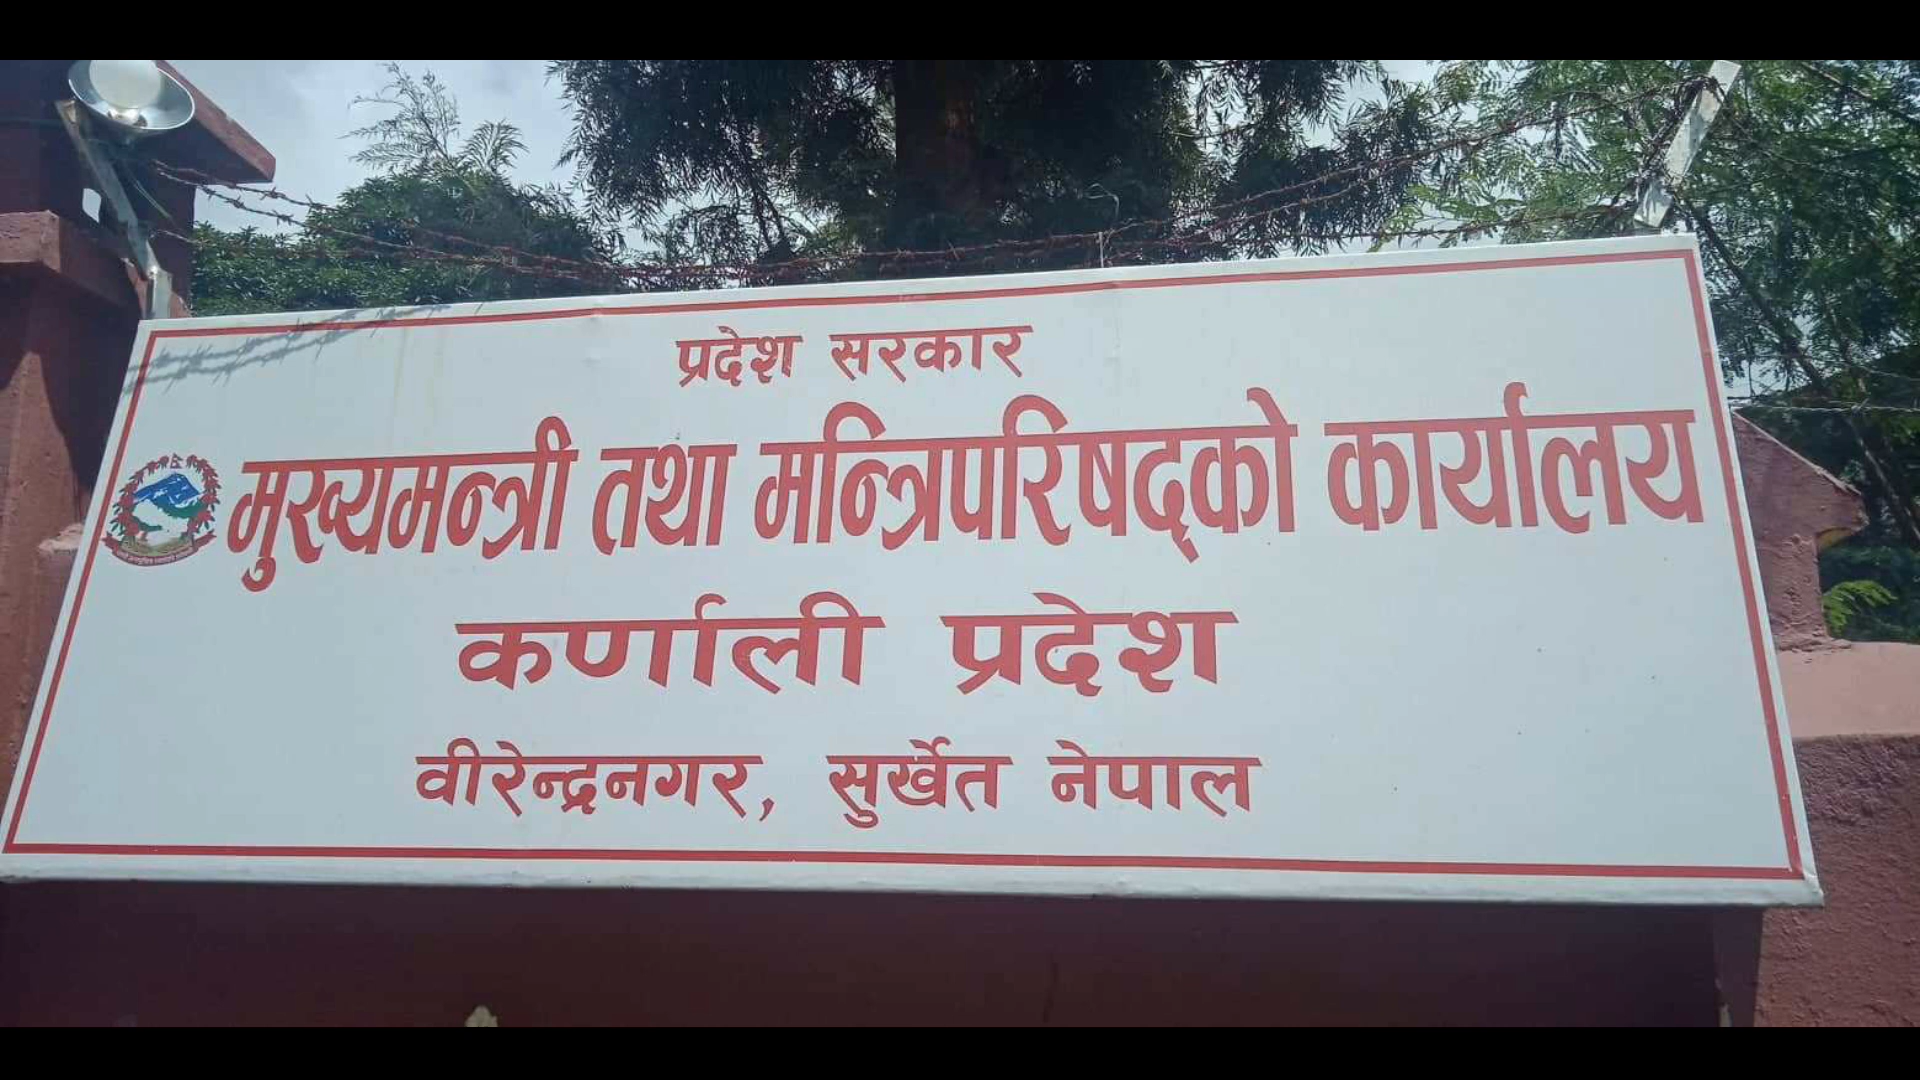 प्रदेश सरकार
मुख्यमन्त्री तथा मन्त्रिपरिषद्को कार्यालय
कर्णाली प्रदेश
वीरेन्द्रनगर, सुर्खेत नेपाल